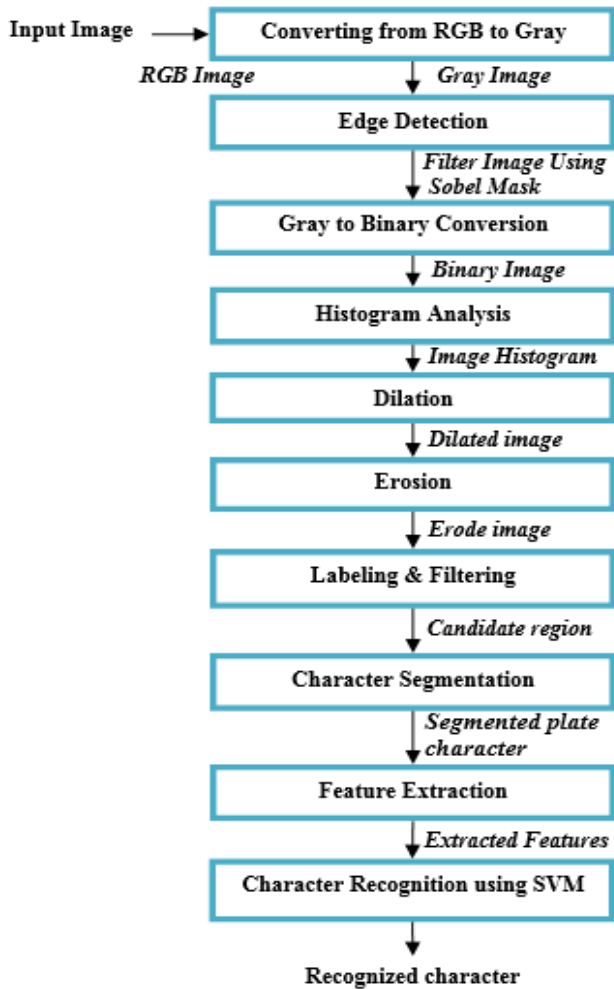 Input Image
Converting from RGB to Gray
RGB Image
Gray Image
Edge Detection
Filter Image Using
Sobel Mask
Gray to Binary Conversion
Binary Image
Histogram Analysis
Image Histogram
Dilation
Dilated image
Erosion
Erode image
Labeling & Filtering
Candidate region
Character Segmentation
Segmented plate
character
Feature Extraction
Extracted Features
Character Recognition using SVM
Recognized character